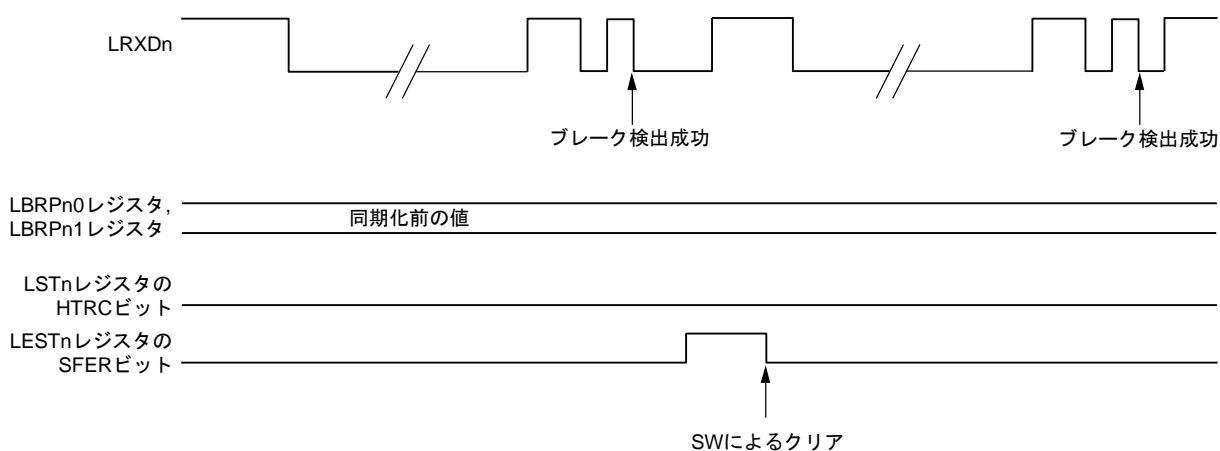 LRXDn
ブレーク検出成功
ブレーク検出成功
LBRPn0レジスタ,
LBRPn1レジスタ
同期化前の値
LSTnレジスタの
HTRCビット
LESTnレジスタの
SFERビット
SWによるクリア